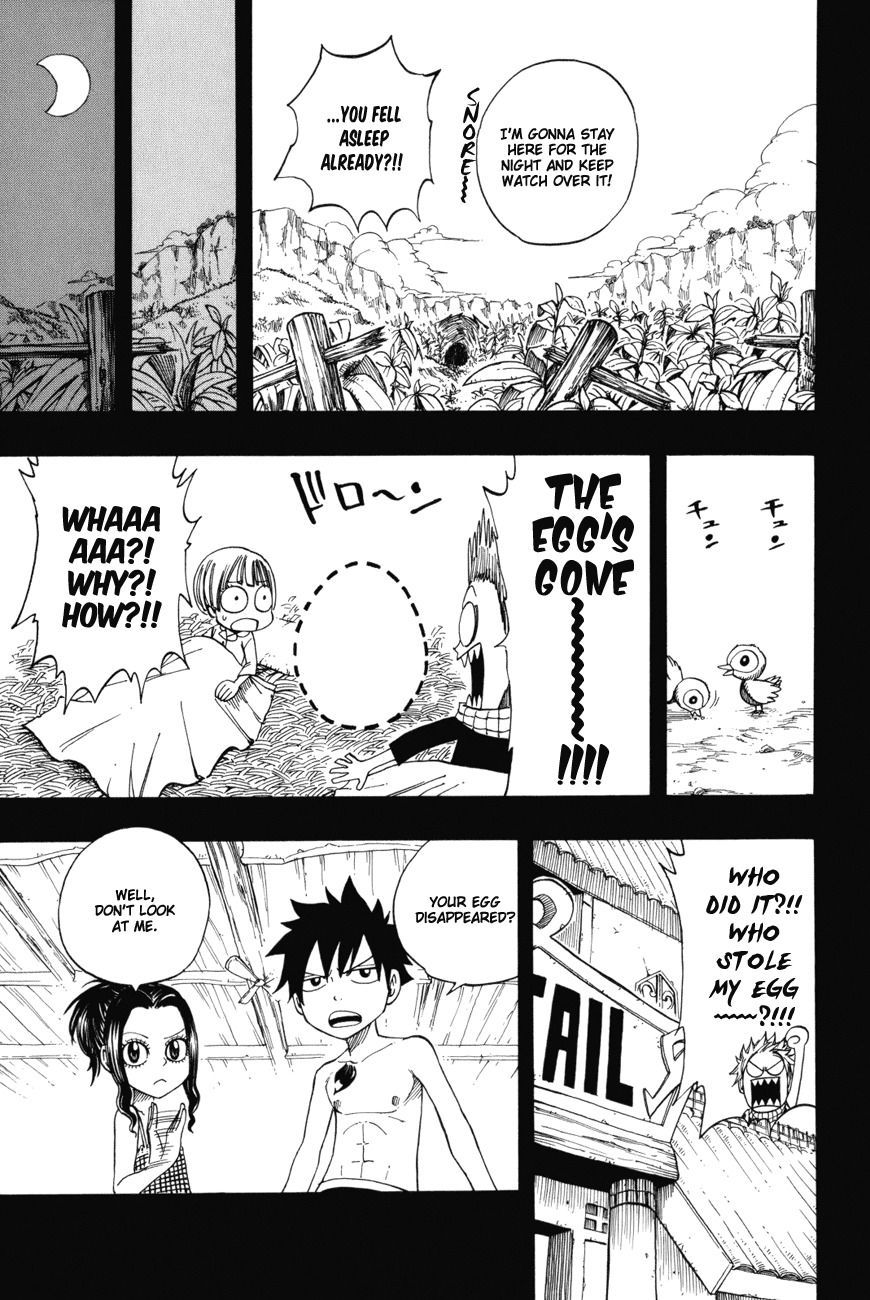 I'M GONNA STAY
HERE FOR THE
NIGHT AND KEEP
WATCH OVER IT!
SNORE~
...YOU FELL
ASLEEP
ALREADY?!!
チュン
チュン
THE
EGG'S
GONE
~~~~~
!!!!
ドロ～ン
WHAAA
AAA?!
WHY?!
HOW?!!
WHO
DID IT?!!
WHO
STOLE
MY EGG
~~~~?!!!
TAIL
YOUR EGG
DISAPPEARED?
WELL,
DON'T LOOK
AT ME.